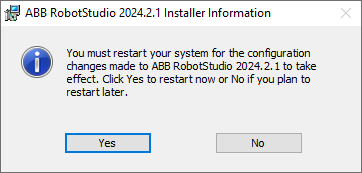 ABB RobotStudio 2024.2.1 Installer Information
You must restart your system for the configuration
changes made to ABB RobotStudio 2024.2.1 to take
effect. Click Yes to restart now or No if you plan to
restart later.
Yes
No